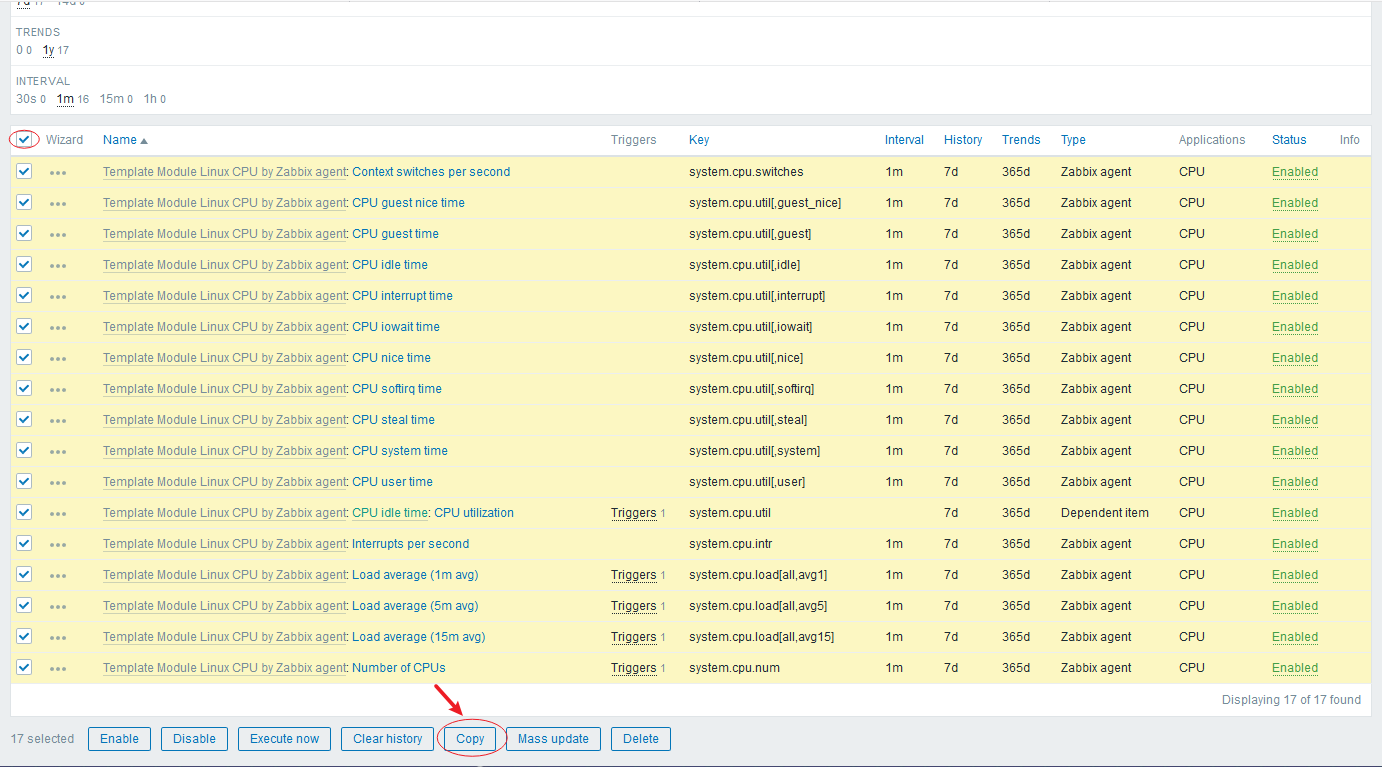 7d 17 14d 0
TRENDS
0 0 1y 17
INTERVAL
30s 0 1m 16 15m 0 1h 0
Wizard Name Triggers Key Interval History Trends Type Applications Status Info
Template Module Linux CPU by Zabbix agent: Context switches per second system.cpu.switches 1m 7d 365d Zabbix agent CPU Enabled
Template Module Linux CPU by Zabbix agent: CPU guest nice time system.cpu.util[,guest_nice] 1m 7d 365d Zabbix agent CPU Enabled
Template Module Linux CPU by Zabbix agent: CPU guest time system.cpu.util[,guest] 1m 7d 365d Zabbix agent CPU Enabled
Template Module Linux CPU by Zabbix agent: CPU idle time system.cpu.util[,idle] 1m 7d 365d Zabbix agent CPU Enabled
Template Module Linux CPU by Zabbix agent: CPU interrupt time system.cpu.util[,interrupt] 1m 7d 365d Zabbix agent CPU Enabled
Template Module Linux CPU by Zabbix agent: CPU iowait time system.cpu.util[,iowait] 1m 7d 365d Zabbix agent CPU Enabled
Template Module Linux CPU by Zabbix agent: CPU nice time system.cpu.util[,nice] 1m 7d 365d Zabbix agent CPU Enabled
Template Module Linux CPU by Zabbix agent: CPU softirq time system.cpu.util[,softirq] 1m 7d 365d Zabbix agent CPU Enabled
Template Module Linux CPU by Zabbix agent: CPU steal time system.cpu.util[,steal] 1m 7d 365d Zabbix agent CPU Enabled
Template Module Linux CPU by Zabbix agent: CPU system time system.cpu.util[,system] 1m 7d 365d Zabbix agent CPU Enabled
Template Module Linux CPU by Zabbix agent: CPU user time system.cpu.util[,user] 1m 7d 365d Zabbix agent CPU Enabled
Template Module Linux CPU by Zabbix agent: CPU idle time: CPU utilization Triggers 1 system.cpu.util 7d 365d Dependent item CPU Enabled
Template Module Linux CPU by Zabbix agent: Interrupts per second system.cpu.intr 1m 7d 365d Zabbix agent CPU Enabled
Template Module Linux CPU by Zabbix agent: Load average (1m avg) Triggers 1 system.cpu.load[all,avg1] 1m 7d 365d Zabbix agent CPU Enabled
Template Module Linux CPU by Zabbix agent: Load average (5m avg) Triggers 1 system.cpu.load[all,avg5] 1m 7d 365d Zabbix agent CPU Enabled
Template Module Linux CPU by Zabbix agent: Load average (15m avg) Triggers 1 system.cpu.load[all,avg15] 1m 7d 365d Zabbix agent CPU Enabled
Template Module Linux CPU by Zabbix agent: Number of CPUs Triggers 1 system.cpu.num 1m 7d 365d Zabbix agent CPU Enabled
Displaying 17 of 17 found
17 selected Enable Disable Execute now Clear history Copy Mass update Delete